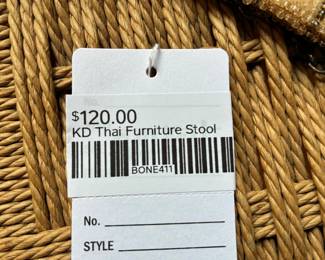 $120.00
KD Thai Furniture Stool
BONE411
No.
STYLE